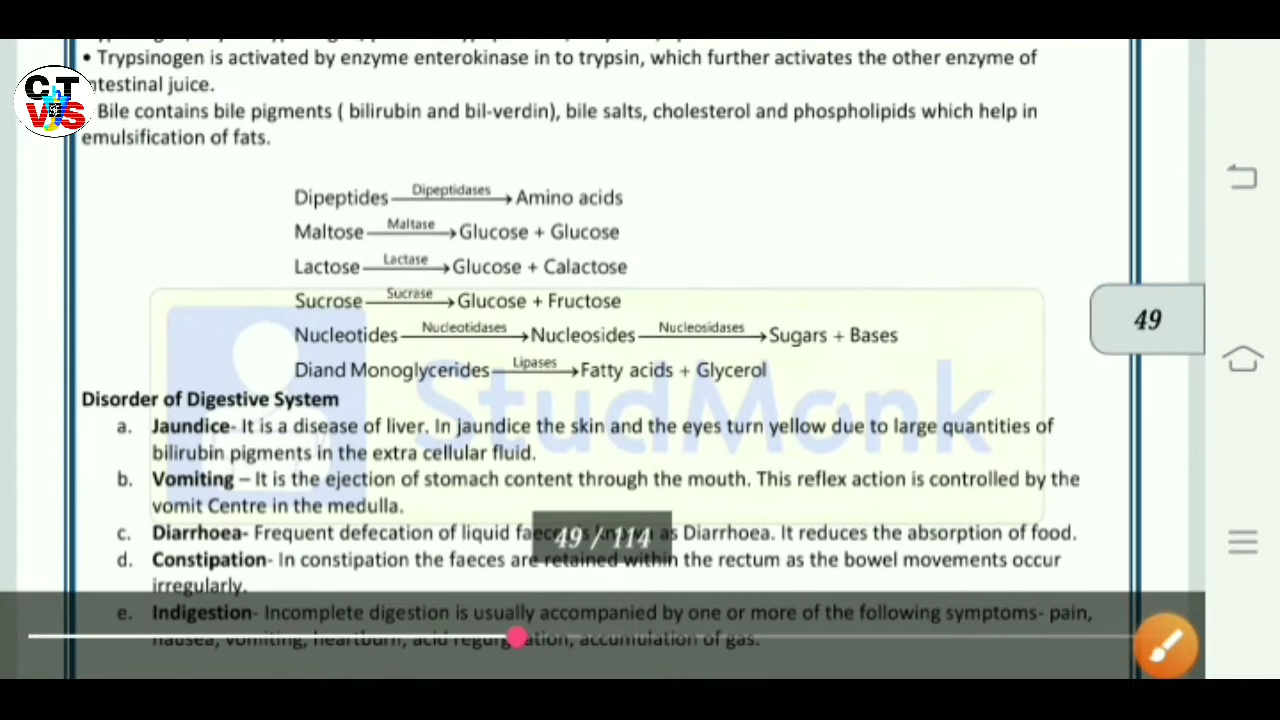 • Trypsinogen is activated by enzyme enterokinase in to trypsin, which further activates the other enzyme of
CT
ntestinal juice.
VJS
Bile contains bile pigments ( bilirubin and bil-verdin), bile salts, cholesterol and phospholipids which help in
emulsification of fats.
Dipeptides Dipeptidases Amino acids
Maltose Maltase Glucose + Glucose
Lactose Lactase Glucose + Calactose
Sucrose Sucrase Glucose + Fructose
49
Nucleotides Nucleotidases Nucleosides Nucleosidases Sugars + Bases
Diand Monoglycerides Lipases Fatty acids + Glycerol
StudMonk
Disorder of Digestive System
a. Jaundice- It is a disease of liver. In jaundice the skin and the eyes turn yellow due to large quantities of
bilirubin pigments in the extra cellular fluid.
b. Vomiting – It is the ejection of stomach content through the mouth. This reflex action is controlled by the
vomit Centre in the medulla.
c. Diarrhoea- Frequent defecation of liquid as Diarrhoea. It reduces the absorption of food.
49 / 114
d. Constipation- In constipation the faeces are retained within the rectum as the bowel movements occur
irregularly.
e. Indigestion- Incomplete digestion is usually accompanied by one or more of the following symptoms- pain,
nausea, vomiting, heartburn, acid accumulation of gas.